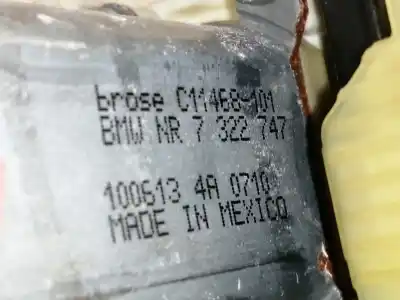 brose C11468-101
BMW NR 7 322 747
100613 4A 0710
MADE IN MEXICO